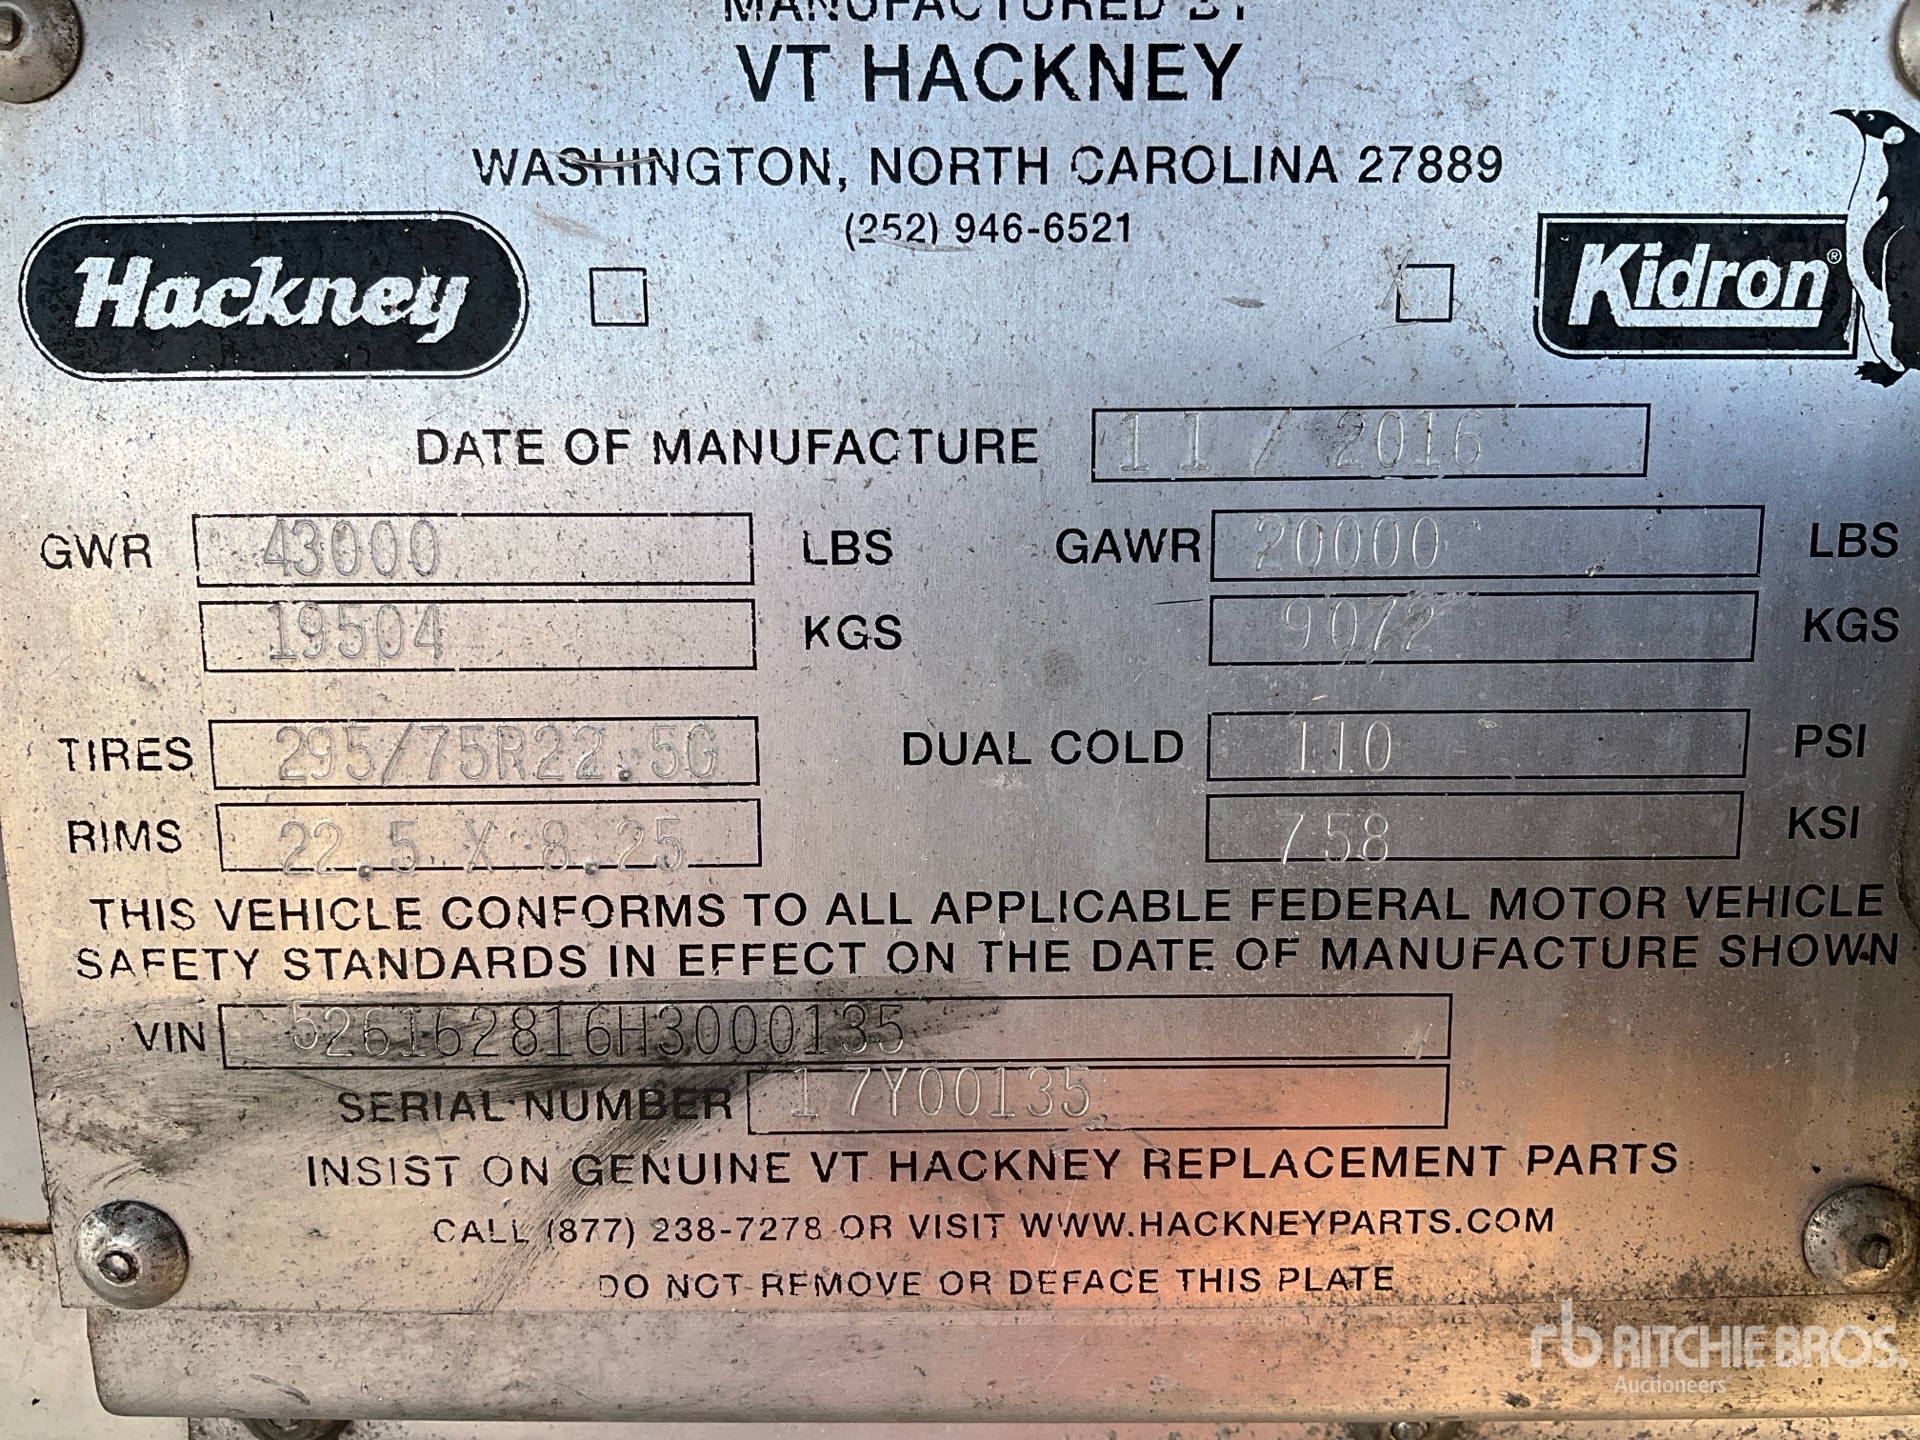 MANUFACTURED BY
VT HACKNEY
WASHINGTON, NORTH CAROLINA 27889
(252) 946-6521
Hackney Kidron®
DATE OF MANUFACTURE 11 / 2016
GWR 43000 LBS GAWR 20000 LBS
19504 KGS 9072 KGS
TIRES 295/75R22.5G DUAL COLD 110 PSI
RIMS 22.5 X 8.25 758 KSI
THIS VEHICLE CONFORMS TO ALL APPLICABLE FEDERAL MOTOR VEHICLE
SAFETY STANDARDS IN EFFECT ON THE DATE OF MANUFACTURE SHOWN
VIN 526162816H3000135
SERIAL NUMBER 17Y00135
INSIST ON GENUINE VT HACKNEY REPLACEMENT PARTS
CALL (877) 238-7278 OR VISIT WWW.HACKNEYPARTS.COM
DO NOT REMOVE OR DEFACE THIS PLATE
rb RITCHIE BROS.
Auctioneers